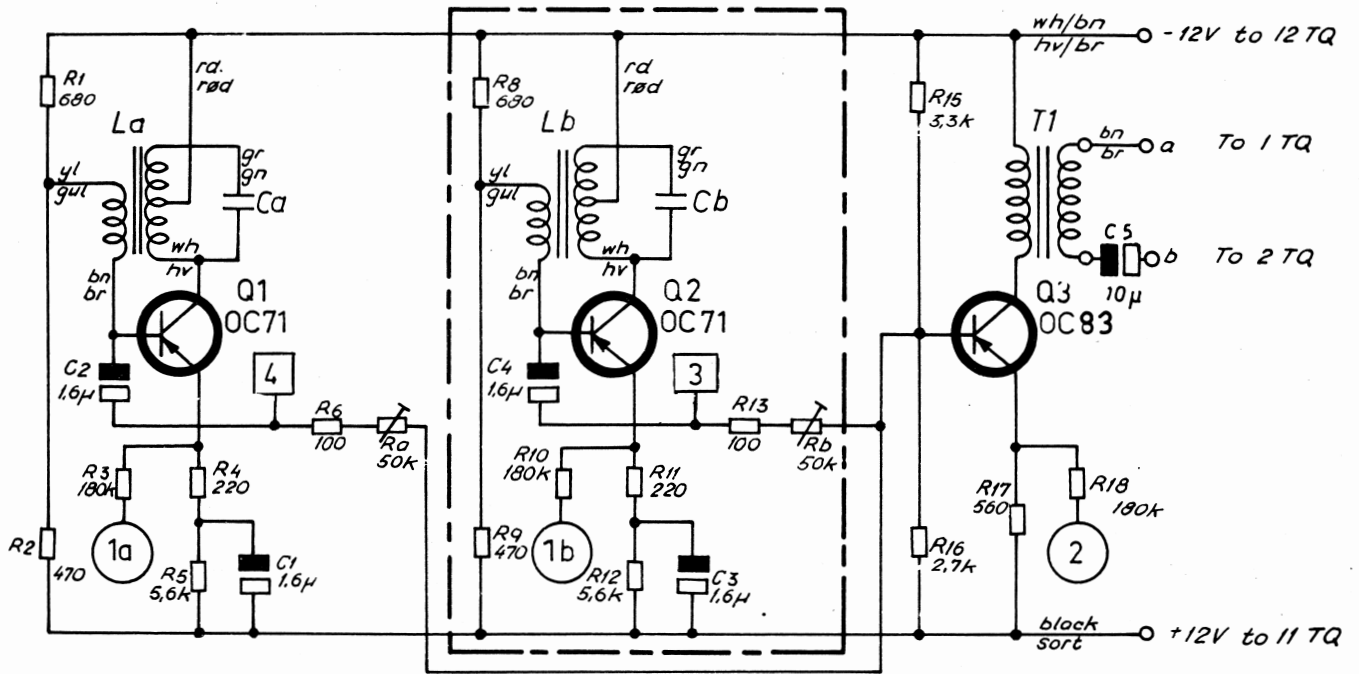 wh/bn
hv/br
-12V to 12 TQ
R1
680
rd.
rød
La
yl
gul
gr
gn
Ca
wh
hv
bn
br
Q1
OC71
C2
1,6µ
4
R6
100
Ra
50k
R3
180k
R4
220
1a
R2
470
R5
5,6k
C1
1,6µ
R8
680
rd
rød
Lb
yl
gul
gr
gn
Cb
wh
hv
bn
br
Q2
OC71
C4
1,6µ
3
R13
100
Rb
50k
R10
180k
R11
220
1b
R9
470
R12
5,6k
C3
1,6µ
R15
3,3k
T1
bn
br
a
To 1 TQ
C5
10µ
b
To 2 TQ
Q3
OC83
R17
560
R18
180k
2
R16
2,7k
black
sort
+12V to 11 TQ